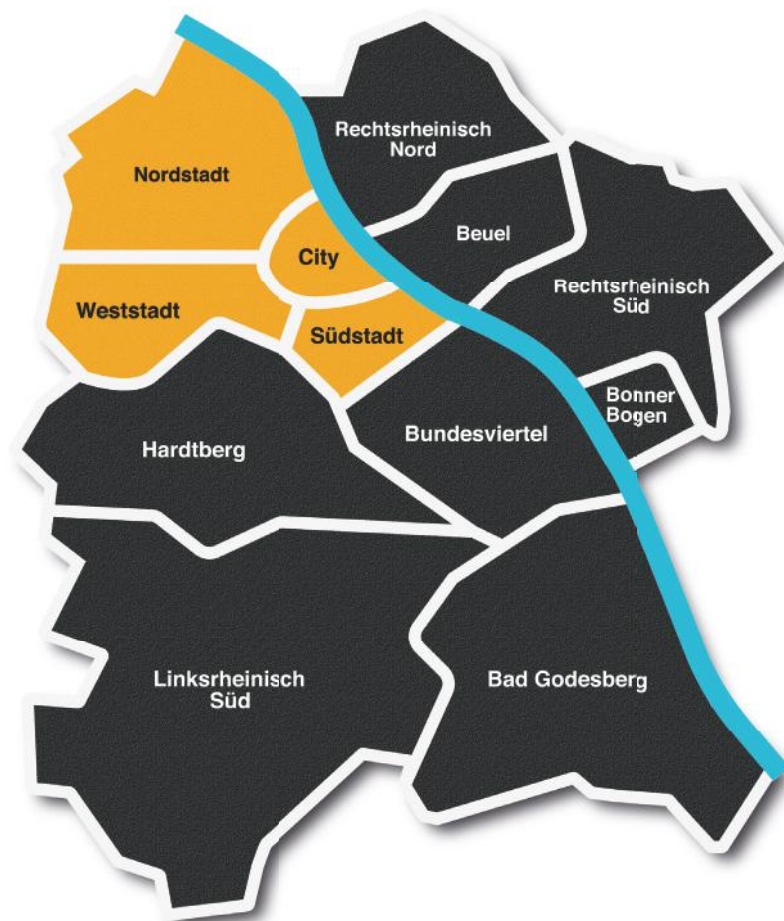 Rechtsrheinisch
Nord
Nordstadt
Beuel
City
Rechtsrheinisch
Süd
Weststadt
Südstadt
Bonner
Bogen
Bundesviertel
Hardtberg
Linksrheinisch
Süd
Bad Godesberg